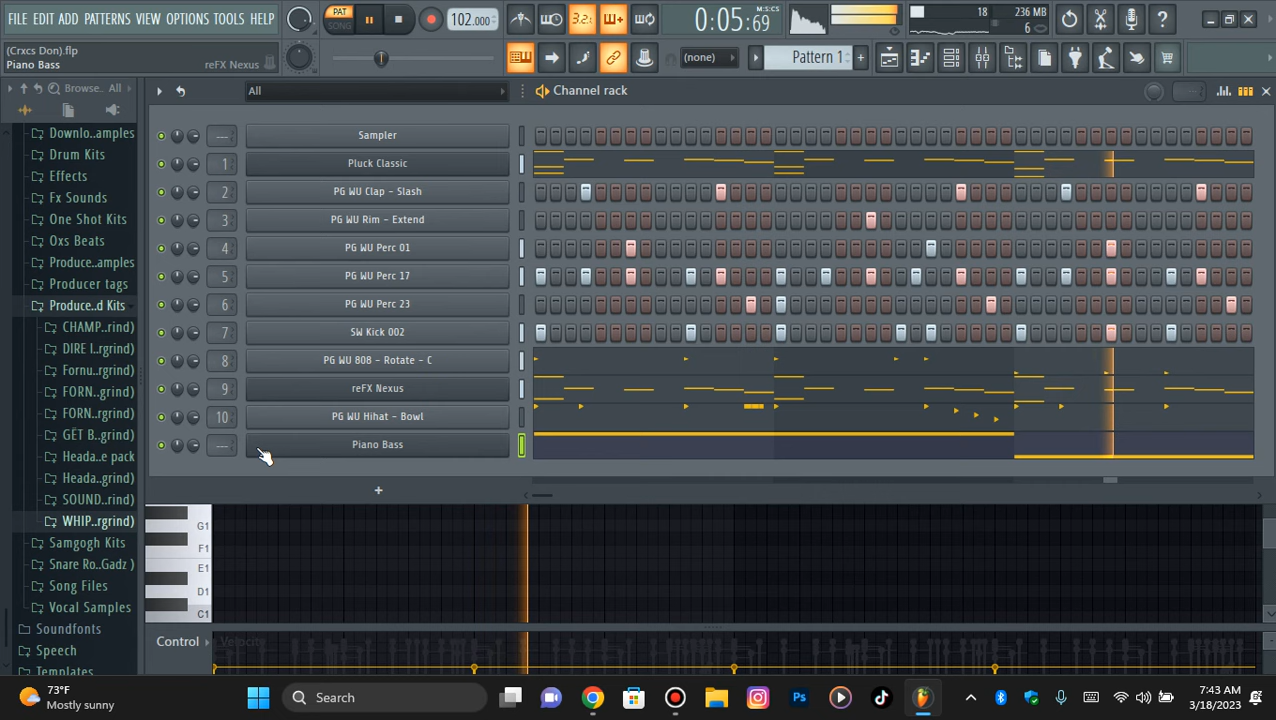 FILE EDIT ADD PATTERNS VIEW OPTIONS TOOLS HELP
PAT
SONG
102.000
3.2.
0:05:69
M:S:CS
18
236 MB
6
(Crxcs Don).flp
Piano Bass
reFX Nexus
(none)
Pattern 1
Browse..
All
All
Channel rack
Downlo..amples
Drum Kits
Effects
Fx Sounds
One Shot Kits
Oxs Beats
Produce..amples
Producer tags
Produce..d Kits
CHAMP..rind)
DIRE I..rgrind)
Fornu..rgrind)
FORN..rgrind)
FORN..rgrind)
GET B..rgrind)
Heada..e pack
Heada..grind)
SOUND..rind)
WHIP..rgrind)
Samgogh Kits
Snare Ro..Gadz )
Song Files
Vocal Samples
Soundfonts
Speech
Templates
--- Sampler
1 Pluck Classic
2 PG WU Clap - Slash
3 PG WU Rim - Extend
4 PG WU Perc 01
5 PG WU Perc 17
6 PG WU Perc 23
7 SW Kick 002
8 PG WU 808 - Rotate - C
9 reFX Nexus
10 PG WU Hihat - Bowl
--- Piano Bass
+
G1
F1
E1
D1
C1
Control
Velocity
73°F
Mostly sunny
Search
Ps
7:43 AM
3/18/2023